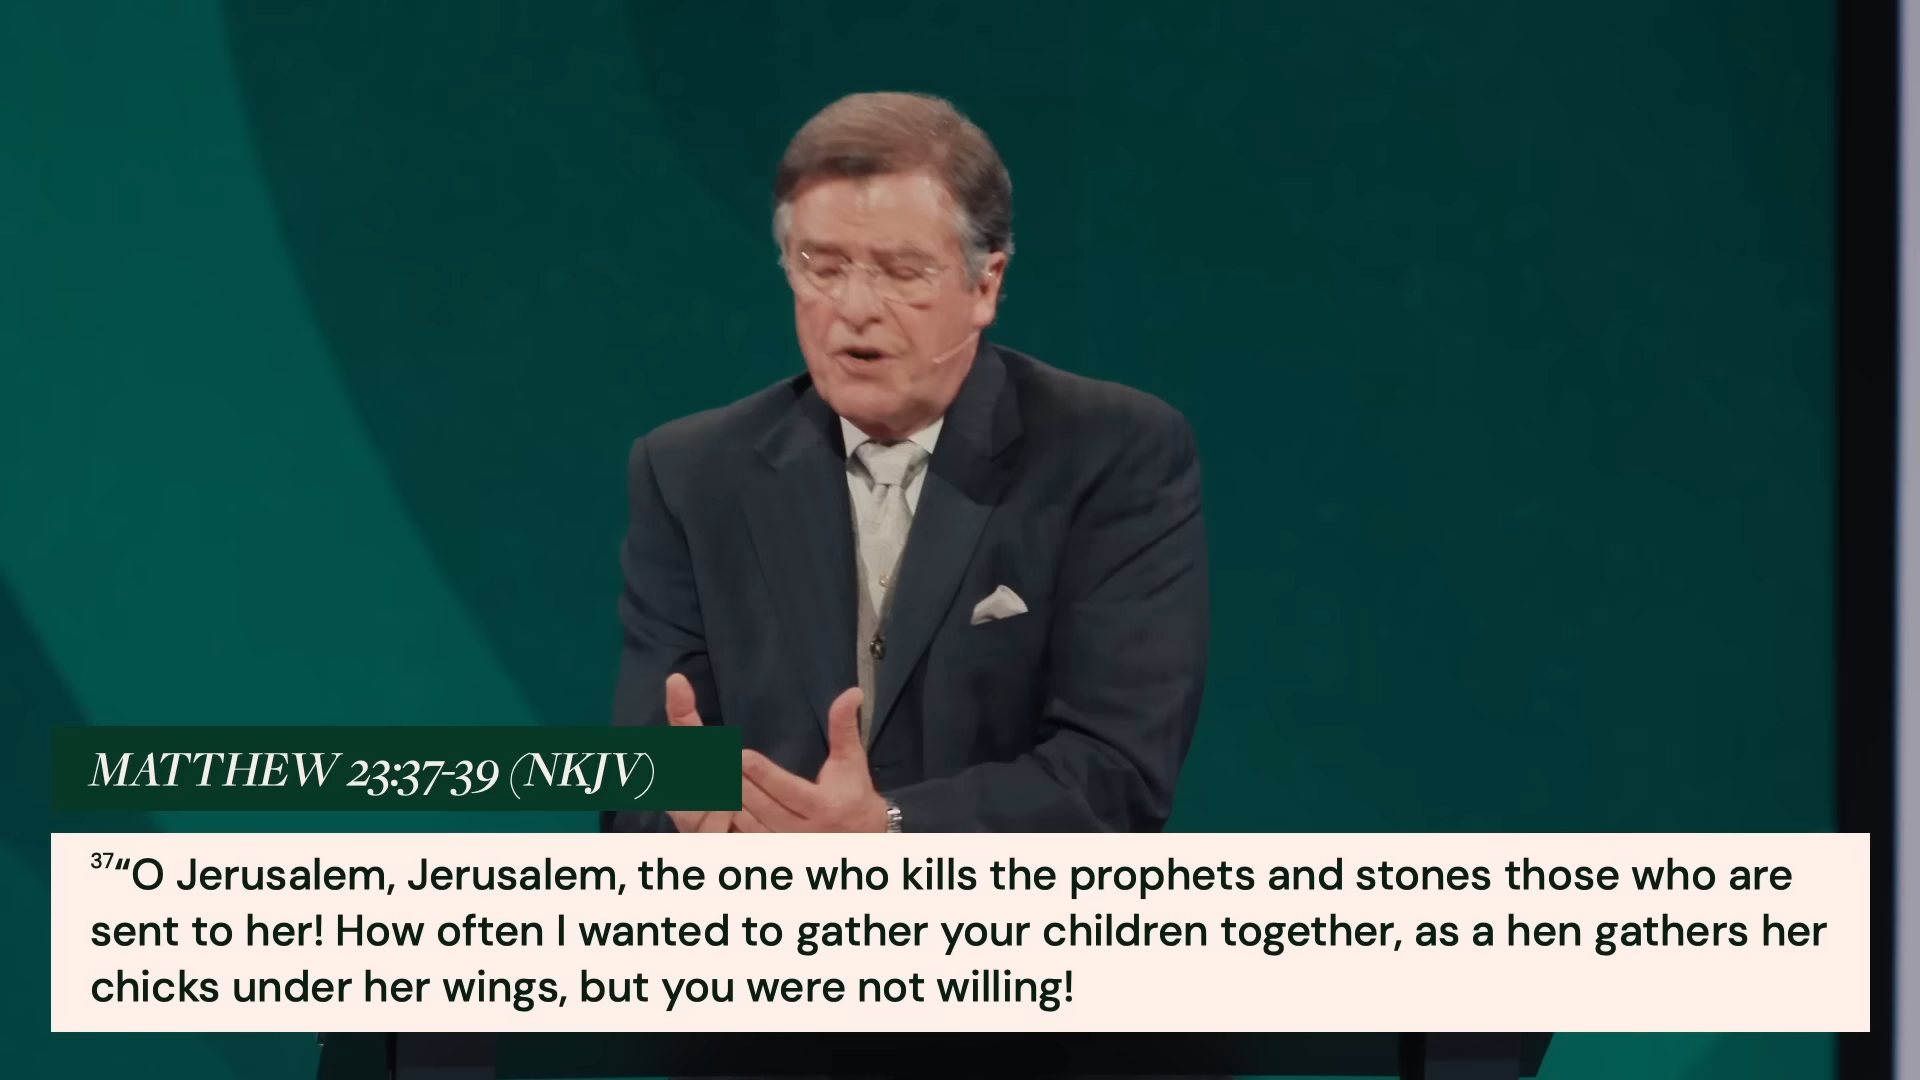 MATTHEW 23:37-39 (NKJV)
37“O Jerusalem, Jerusalem, the one who kills the prophets and stones those who are
sent to her! How often I wanted to gather your children together, as a hen gathers her
chicks under her wings, but you were not willing!